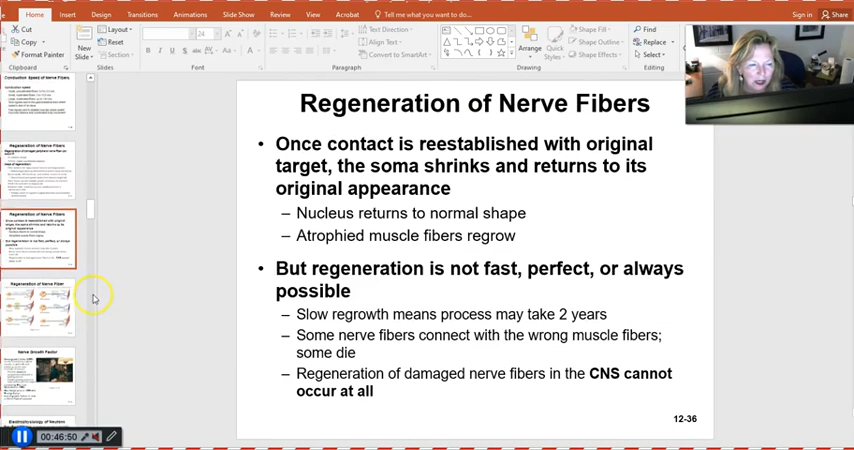 Home Insert Design Transitions Animations Slide Show Review View Acrobat Tell me what you want to do... Sign in Share
Cut
Copy
Format Painter
Clipboard
New
Slide
Layout
Reset
Section
Slides
24
Font
Paragraph
Text Direction
Align Text
Convert to SmartArt
Arrange
Quick
Styles
Shape Fill
Shape Outline
Shape Effects
Drawing
Find
Replace
Select
Editing
Conduction Speed of Nerve Fibers
Regeneration of Nerve Fibers
Regeneration of Nerve Fibers
Regeneration of Nerve Fiber
Nerve Growth Factor
Electrophysiology of Neurons
00:46:50
Regeneration of Nerve Fibers
• Once contact is reestablished with original
target, the soma shrinks and returns to its
original appearance
– Nucleus returns to normal shape
– Atrophied muscle fibers regrow
• But regeneration is not fast, perfect, or always
possible
– Slow regrowth means process may take 2 years
– Some nerve fibers connect with the wrong muscle fibers;
some die
– Regeneration of damaged nerve fibers in the CNS cannot
occur at all
12-36